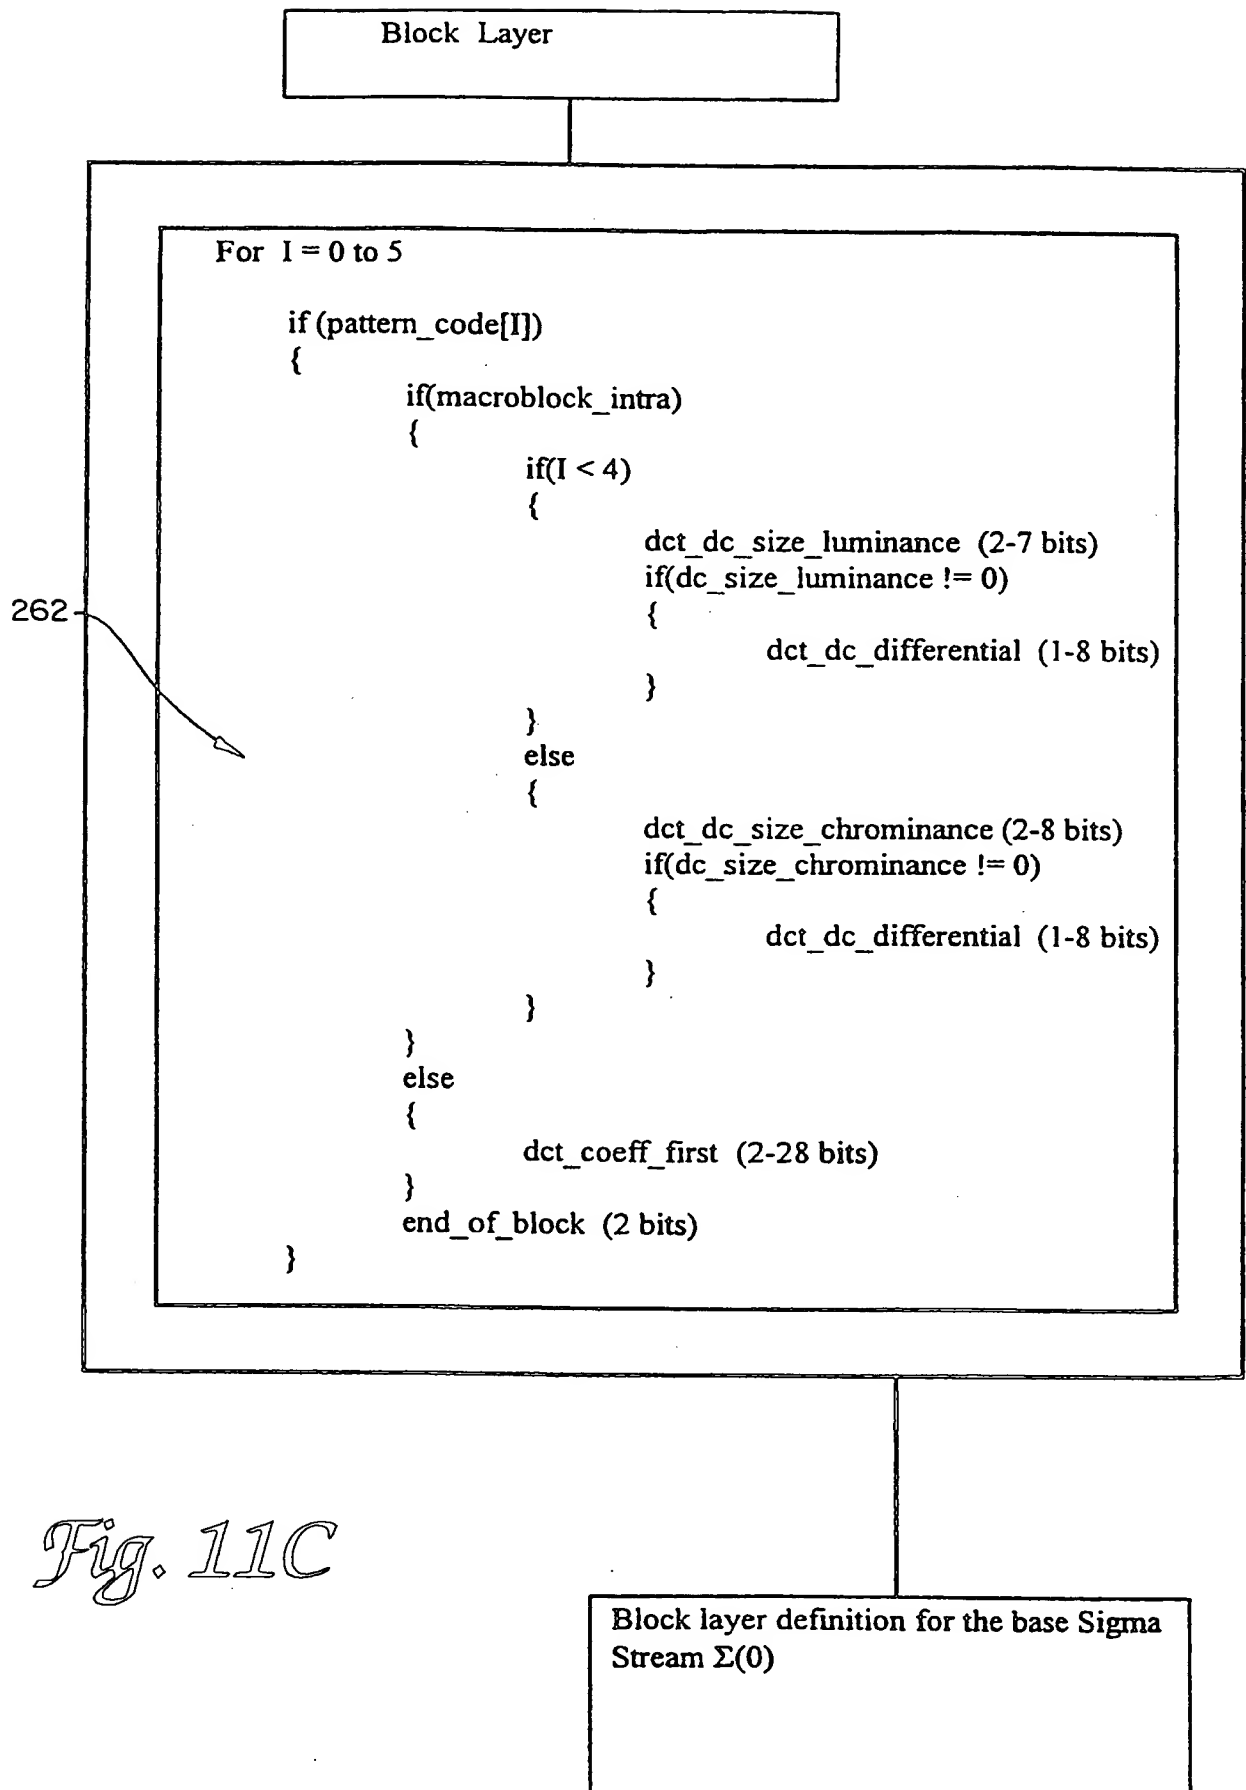 Block Layer
For I = 0 to 5
if (pattern_code[I])
{
if(macroblock_intra)
{
if(I < 4)
{
dct_dc_size_luminance (2-7 bits)
if(dc_size_luminance != 0)
{
dct_dc_differential (1-8 bits)
}
}
else
{
dct_dc_size_chrominance (2-8 bits)
if(dc_size_chrominance != 0)
{
dct_dc_differential (1-8 bits)
}
}
}
else
{
dct_coeff_first (2-28 bits)
}
end_of_block (2 bits)
}
262
Fig. 11C
Block layer definition for the base Sigma
Stream Σ(0)